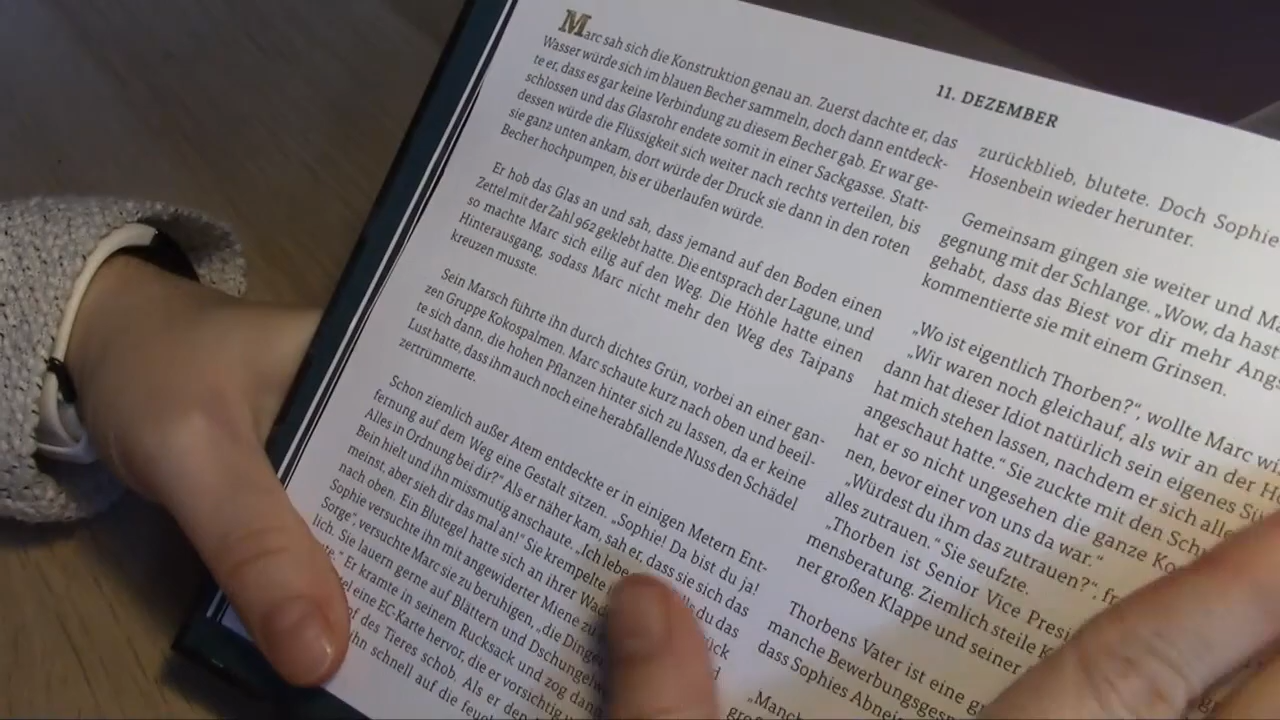 Marc sah sich die Konstruktion genau an. Zuerst dachte er, das
Wasser würde sich im blauen Becher sammeln, doch dann entdeck-
te er, dass es gar keine Verbindung zu diesem Becher gab. Er war ge-
schlossen und das Glasrohr endete somit in einer Sackgasse. Statt-
dessen würde die Flüssigkeit sich weiter nach rechts verteilen, bis
sie ganz unten ankam, dort würde der Druck sie dann in den roten
Becher hochpumpen, bis er überlaufen würde.
Er hob das Glas an und sah, dass jemand auf den Boden einen
Zettel mit der Zahl 962 geklebt hatte. Die entsprach der Lagune, und
so machte Marc sich eilig auf den Weg. Die Höhle hatte einen
Hinterausgang, sodass Marc nicht mehr den Weg des Taipans
kreuzen musste.
Sein Marsch führte ihn durch dichtes Grün, vorbei an einer gan-
zen Gruppe Kokospalmen. Marc schaute kurz nach oben und beeil-
te sich dann, die hohen Pflanzen hinter sich zu lassen, da er keine
Lust hatte, dass ihm auch noch eine herabfallende Nuss den Schädel
zertrümmerte.
Schon ziemlich außer Atem entdeckte er in einigen Metern Ent-
fernung auf dem Weg eine Gestalt sitzen. „Sophie! Da bist du ja!
Alles in Ordnung bei dir?“ Als er näher kam, sah er, dass sie sich das
Bein hielt und ihn missmutig anschaute. „Ich lebe du das
meinst, aber sieh dir das mal an!“ Sie krempelte
nach oben. Ein Blutegel hatte sich an ihrer
Sophie versuchte ihn mit angewiderter Miene
Sorge“, versuchte Marc sie zu beruhigen, „die Dinger
lich. Sie lauern gerne auf Blättern und
Er kramte in seinem Rucksack und zog
eine EC-Karte hervor, die er vorsichtig
des Tieres schob. Als er den
ihn schnell auf die
11. DEZEMBER
zurückblieb, blutete. Doch Sophie
Hosenbein wieder herunter.
Gemeinsam gingen sie weiter und
gegnung mit der Schlange. „Wow, da hast
gehabt, dass das Biest vor dir mehr
kommentierte sie mit einem Grinsen.
„Wo ist eigentlich Thorben?“, wollte Marc
„Wir waren noch gleichauf, als wir an der
dann hat dieser Idiot natürlich sein eigenes
hat mich stehen lassen, nachdem er sich
angeschaut hatte.“ Sie zuckte mit den
hat er so nicht ungesehen die ganze
nen, bevor einer von uns da war.“
„Würdest du ihm das zutrauen?“,
alles zutrauen.“ Sie seufzte.
„Thorben ist Senior Vice
mensberatung. Ziemlich steile
ner großen Klappe und seiner
Thorbens Vater ist eine
manche
dass Sophies